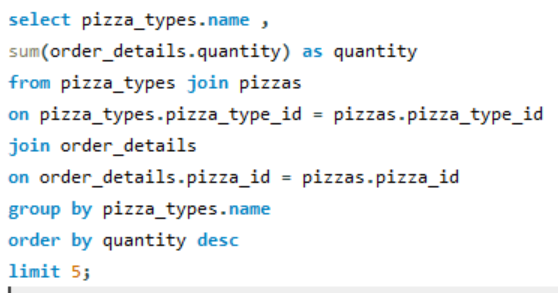 select pizza_types.name ,
sum(order_details.quantity) as quantity
from pizza_types join pizzas
on pizza_types.pizza_type_id = pizzas.pizza_type_id
join order_details
on order_details.pizza_id = pizzas.pizza_id
group by pizza_types.name
order by quantity desc
limit 5;